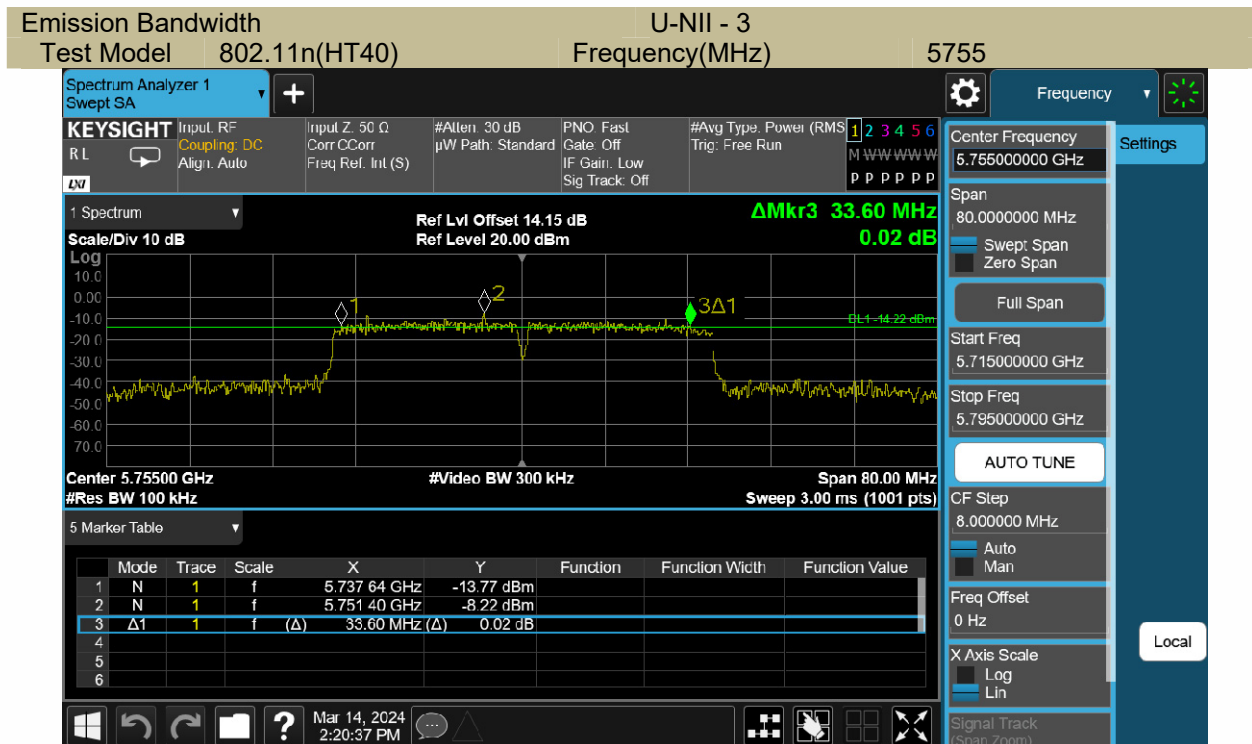 Emission Bandwidth U-NII - 3
Test Model 802.11n(HT40) Frequency(MHz) 5755
Spectrum Analyzer 1
Swept SA
+
Frequency
KEYSIGHT Input: RF Input Z: 50 Ω #Atten: 30 dB PNO: Fast #Avg Type: Power (RMS 1 2 3 4 5 6
RL Coupling: DC Corr CCorr µW Path: Standard Gate: Off Trig: Free Run M W W W W W
Align: Auto Freq Ref: Int (S) IF Gain: Low
LXI Sig Track: Off P P P P P P
1 Spectrum
Ref Lvl Offset 14.15 dB ΔMkr3 33.60 MHz
Scale/Div 10 dB Ref Level 20.00 dBm 0.02 dB
Log
10.0
0.00
-10.0
-20.0
-30.0
-40.0
-50.0
-60.0
70.0
1
2
3Δ1
DL1 -14.22 dBm
Center 5.75500 GHz #Video BW 300 kHz Span 80.00 MHz
#Res BW 100 kHz Sweep 3.00 ms (1001 pts)
5 Marker Table
Mode Trace Scale X Y Function Function Width Function Value
1 N 1 f 5.737 64 GHz -13.77 dBm
2 N 1 f 5.751 40 GHz -8.22 dBm
3 Δ1 1 f (Δ) 33.60 MHz (Δ) 0.02 dB
4
5
6
?
Mar 14, 2024
2:20:37 PM
Center Frequency
5.755000000 GHz
Settings
Span
80.0000000 MHz
Swept Span
Zero Span
Full Span
Start Freq
5.715000000 GHz
Stop Freq
5.795000000 GHz
AUTO TUNE
CF Step
8.000000 MHz
Auto
Man
Freq Offset
0 Hz
Local
X Axis Scale
Log
Lin
Signal Track
(Span Zoom)